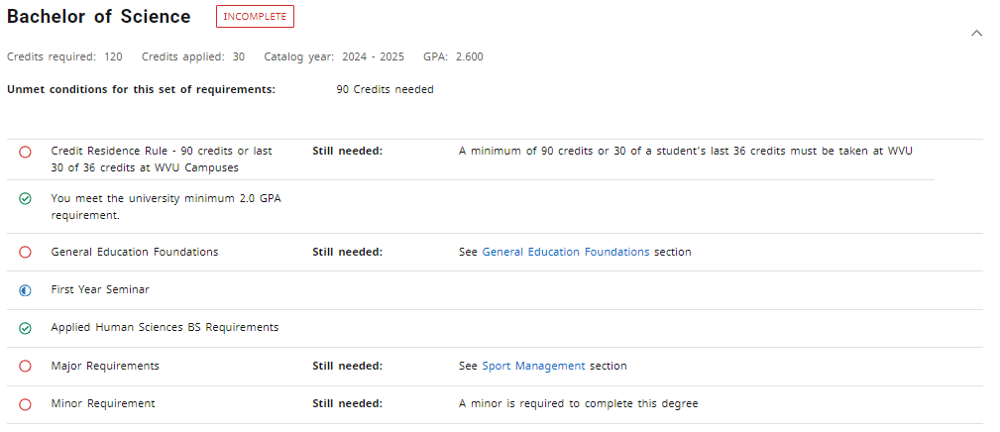 Bachelor of Science INCOMPLETE
Credits required: 120 Credits applied: 30 Catalog year: 2024 - 2025 GPA: 2.600
Unmet conditions for this set of requirements: 90 Credits needed
Credit Residence Rule - 90 credits or last Still needed: A minimum of 90 credits or 30 of a student's last 36 credits must be taken at WVU
30 of 36 credits at WVU Campuses
You meet the university minimum 2.0 GPA
requirement.
General Education Foundations Still needed: See General Education Foundations section
First Year Seminar
Applied Human Sciences BS Requirements
Major Requirements Still needed: See Sport Management section
Minor Requirement Still needed: A minor is required to complete this degree